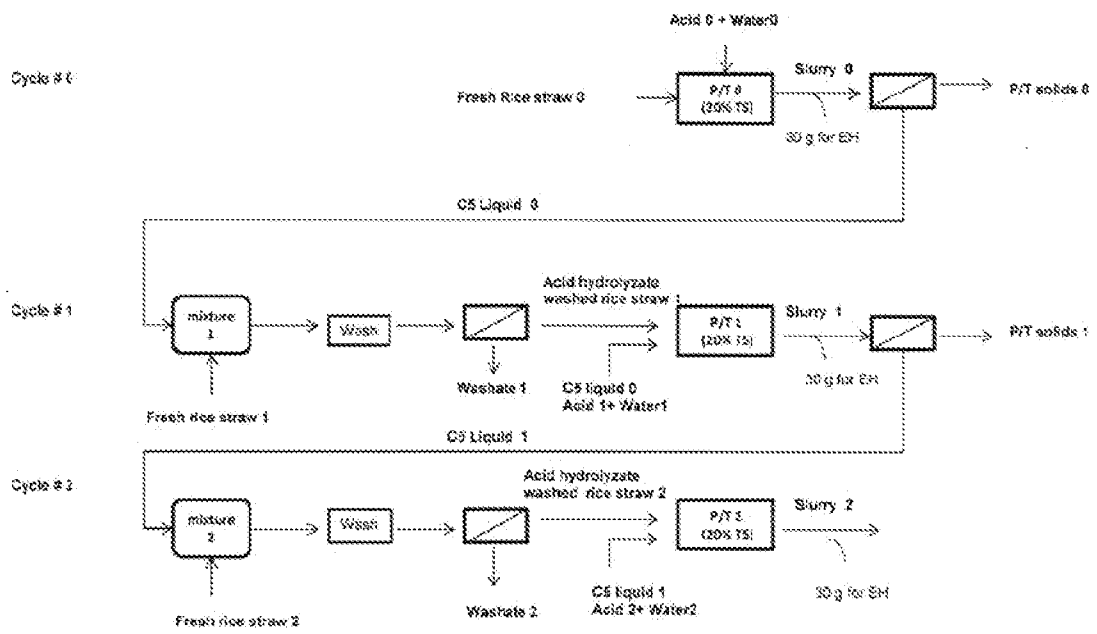 Acid 0 + Water0
Cycle # 0
Slurry 0
Fresh Rice straw 0
P/T 0
(20% TS)
P/T solids 0
30 g for EH
C5 Liquid 0
Cycle # 1
mixture
1
Wash
Acid hydrolyzate
washed rice straw
P/T 1
(20% TS)
Slurry 1
P/T solids 1
30 g for EH
Washate 1
C5 liquid 0
Acid 1+ Water1
Fresh rice straw 1
C5 Liquid 1
Cycle # 2
mixture
2
Wash
Acid hydrolyzate
washed rice straw 2
P/T 2
(20% TS)
Slurry 2
30 g for EH
Washate 2
C5 liquid 1
Acid 2+ Water2
Fresh rice straw 2